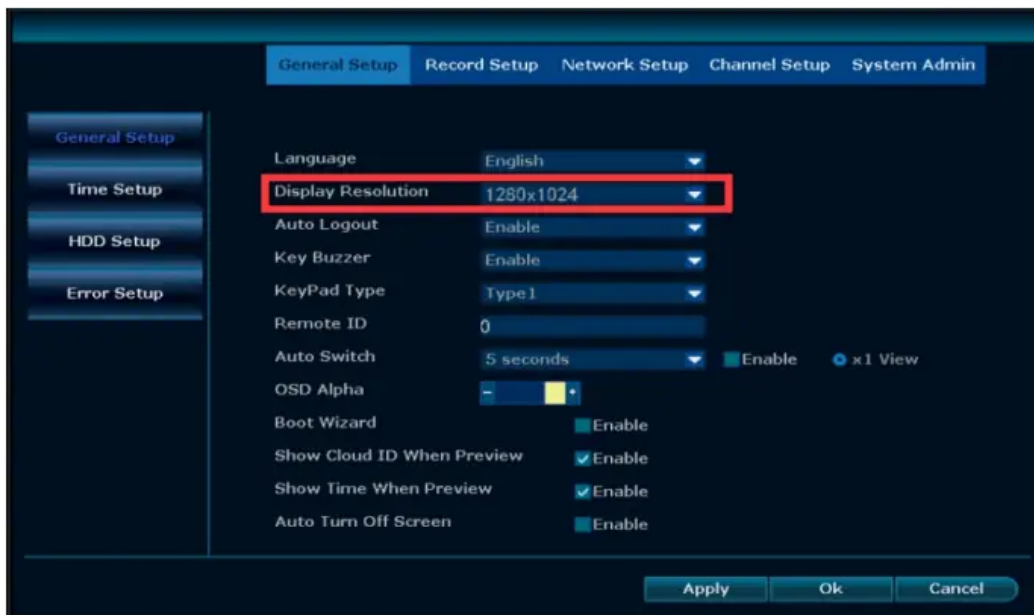 General Setup Record Setup Network Setup Channel Setup System Admin
General Setup
Time Setup
HDD Setup
Error Setup
Language English
Display Resolution 1280x1024
Auto Logout Enable
Key Buzzer Enable
KeyPad Type Type1
Remote ID 0
Auto Switch 5 seconds Enable x1 View
OSD Alpha - +
Boot Wizard Enable
Show Cloud ID When Preview Enable
Show Time When Preview Enable
Auto Turn Off Screen Enable
Apply Ok Cancel